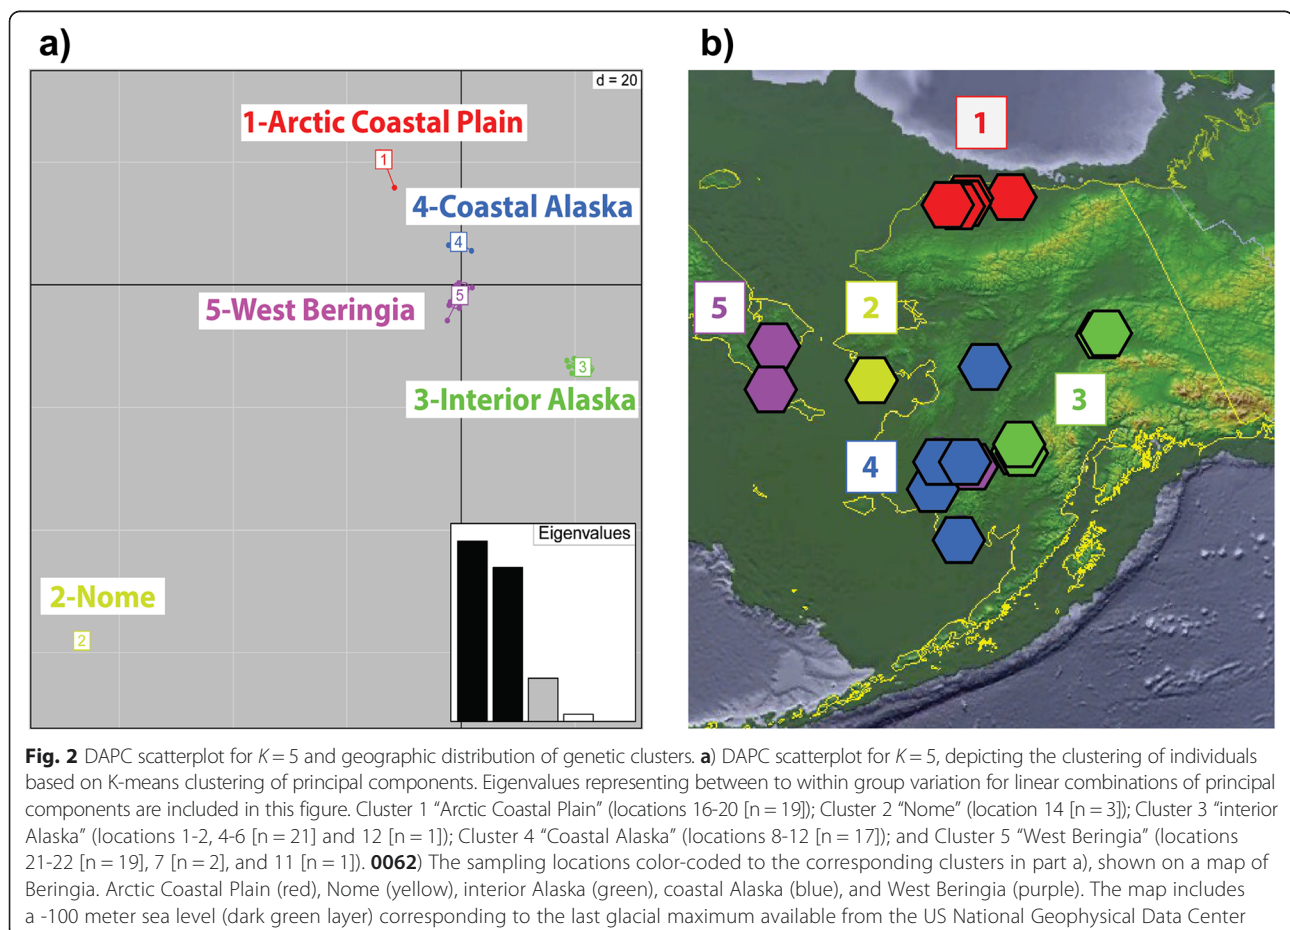 a)
d = 20
1-Arctic Coastal Plain
1
4-Coastal Alaska
4
5-West Beringia
5
3
3-Interior Alaska
Eigenvalues
2-Nome
2
b)
1
5
2
3
4
Fig. 2 DAPC scatterplot for K = 5 and geographic distribution of genetic clusters. a) DAPC scatterplot for K = 5, depicting the clustering of individuals
based on K-means clustering of principal components. Eigenvalues representing between to within group variation for linear combinations of principal
components are included in this figure. Cluster 1 “Arctic Coastal Plain” (locations 16-20 [n = 19]); Cluster 2 “Nome” (location 14 [n = 3]); Cluster 3 “interior
Alaska” (locations 1-2, 4-6 [n = 21] and 12 [n = 1]); Cluster 4 “Coastal Alaska” (locations 8-12 [n = 17]); and Cluster 5 “West Beringia” (locations
21-22 [n = 19], 7 [n = 2], and 11 [n = 1]). 0062) The sampling locations color-coded to the corresponding clusters in part a), shown on a map of
Beringia. Arctic Coastal Plain (red), Nome (yellow), interior Alaska (green), coastal Alaska (blue), and West Beringia (purple). The map includes
a -100 meter sea level (dark green layer) corresponding to the last glacial maximum available from the US National Geophysical Data Center